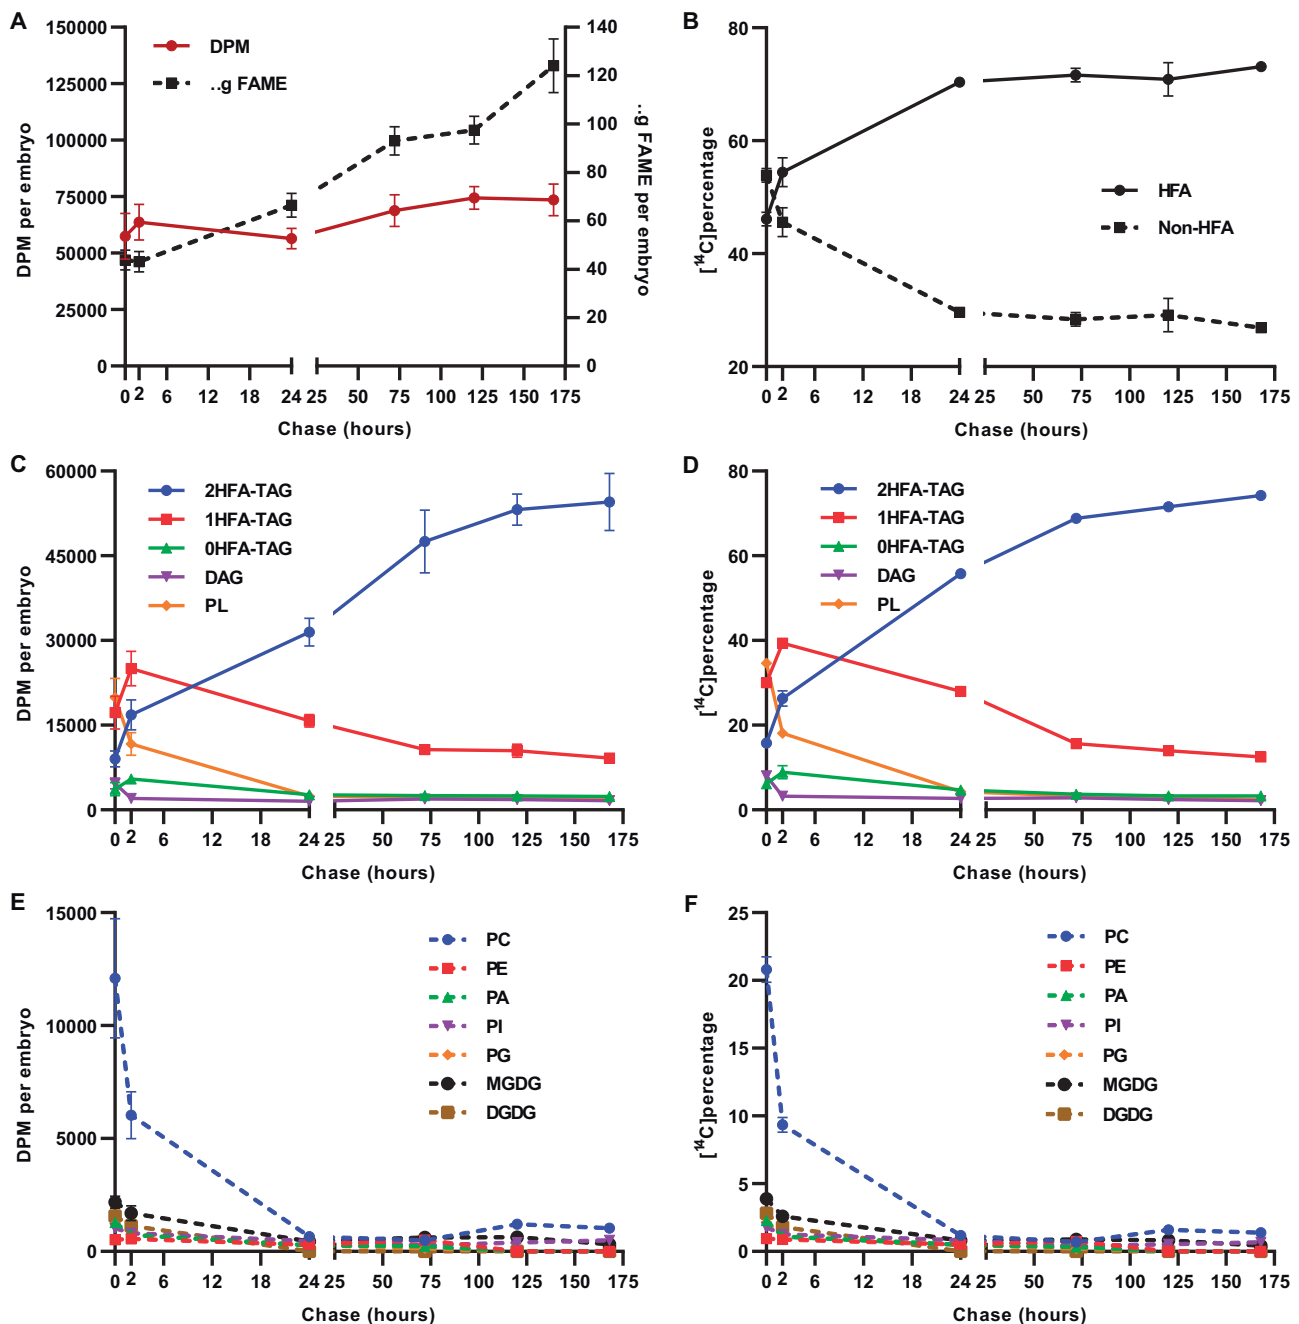 A
150000
125000
100000
75000
50000
25000
0
DPM per embryo
DPM
..g FAME
140
120
100
80
60
40
20
0
..g FAME per embryo
0 2 6 12 18 24 25 50 75 100 125 150 175
Chase (hours)
B
80
60
40
20
[¹⁴C]percentage
HFA
Non-HFA
0 2 6 12 18 24 25 50 75 100 125 150 175
Chase (hours)
C
60000
45000
30000
15000
0
DPM per embryo
2HFA-TAG
1HFA-TAG
0HFA-TAG
DAG
PL
0 2 6 12 18 24 25 50 75 100 125 150 175
Chase (hours)
D
80
60
40
20
0
[¹⁴C]percentage
2HFA-TAG
1HFA-TAG
0HFA-TAG
DAG
PL
0 2 6 12 18 24 25 50 75 100 125 150 175
Chase (hours)
E
15000
10000
5000
0
DPM per embryo
PC
PE
PA
PI
PG
MGDG
DGDG
0 2 6 12 18 24 25 50 75 100 125 150 175
Chase (hours)
F
25
20
15
10
5
0
[¹⁴C]percentage
PC
PE
PA
PI
PG
MGDG
DGDG
0 2 6 12 18 24 25 50 75 100 125 150 175
Chase (hours)